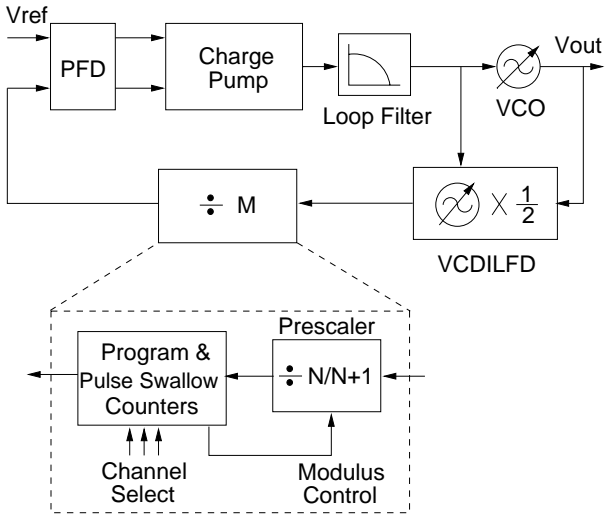 Vref
PFD
Charge
Pump
Loop Filter
VCO
Vout
÷ M
× 1/2
VCDILFD
Prescaler
Program &
Pulse Swallow
Counters
÷ N/N+1
Channel
Select
Modulus
Control